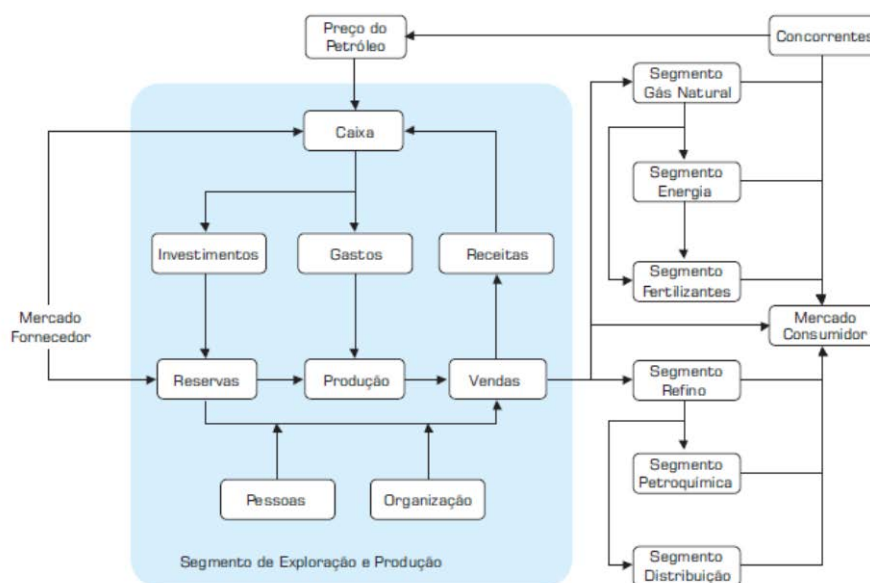 Preço do
Petróleo
Concorrentes
Segmento
Gás Natural
Caixa
Segmento
Energia
Investimentos
Gastos
Receitas
Segmento
Fertilizantes
Mercado
Fornecedor
Mercado
Consumidor
Reservas
Produção
Vendas
Segmento
Refino
Segmento
Petroquímica
Pessoas
Organização
Segmento de Exploração e Produção
Segmento
Distribuição